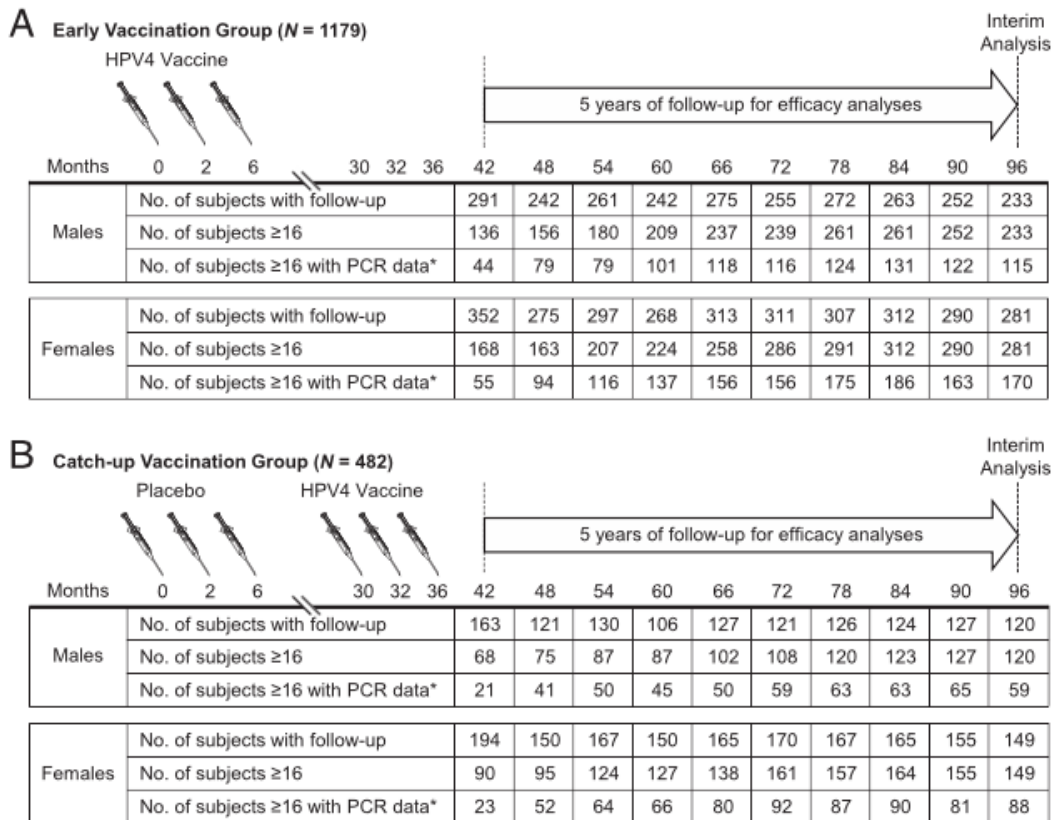 A Early Vaccination Group (N = 1179)
Interim
Analysis
HPV4 Vaccine
5 years of follow-up for efficacy analyses
Months 0 2 6 30 32 36 42 48 54 60 66 72 78 84 90 96
No. of subjects with follow-up 291 242 261 242 275 255 272 263 252 233
Males No. of subjects ≥16 136 156 180 209 237 239 261 261 252 233
No. of subjects ≥16 with PCR data* 44 79 79 101 118 116 124 131 122 115
No. of subjects with follow-up 352 275 297 268 313 311 307 312 290 281
Females No. of subjects ≥16 168 163 207 224 258 286 291 312 290 281
No. of subjects ≥16 with PCR data* 55 94 116 137 156 156 175 186 163 170
B Catch-up Vaccination Group (N = 482)
Interim
Analysis
Placebo HPV4 Vaccine
5 years of follow-up for efficacy analyses
Months 0 2 6 30 32 36 42 48 54 60 66 72 78 84 90 96
No. of subjects with follow-up 163 121 130 106 127 121 126 124 127 120
Males No. of subjects ≥16 68 75 87 87 102 108 120 123 127 120
No. of subjects ≥16 with PCR data* 21 41 50 45 50 59 63 63 65 59
No. of subjects with follow-up 194 150 167 150 165 170 167 165 155 149
Females No. of subjects ≥16 90 95 124 127 138 161 157 164 155 149
No. of subjects ≥16 with PCR data* 23 52 64 66 80 92 87 90 81 88